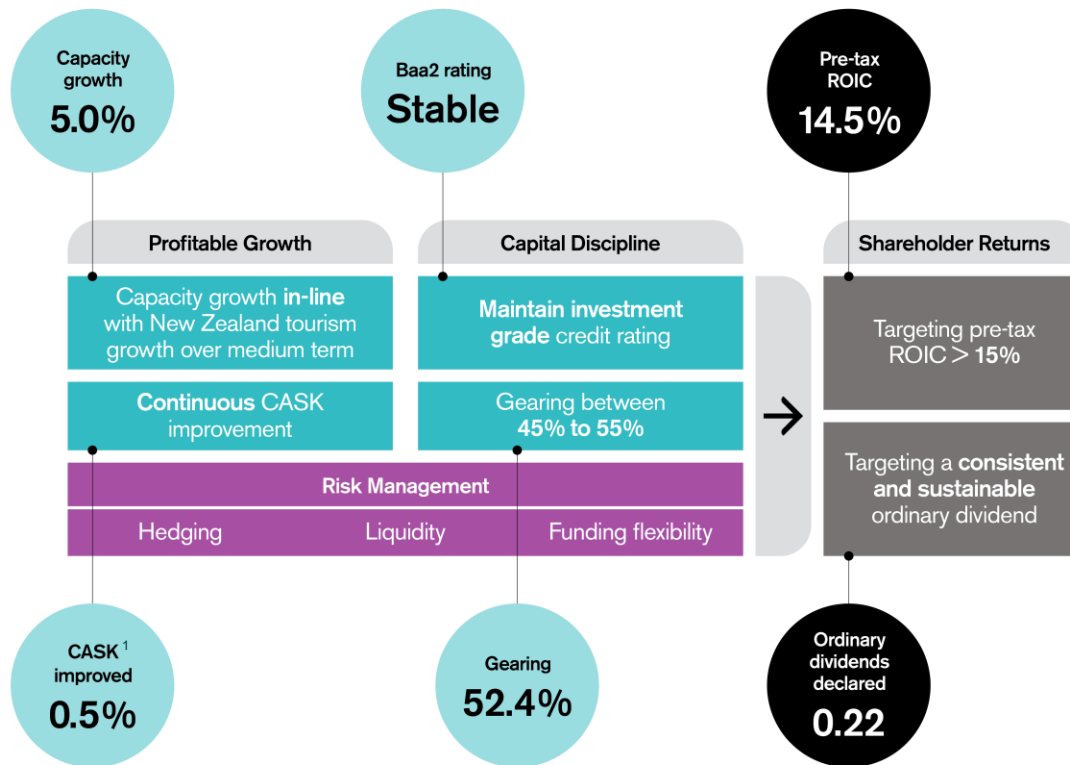 Capacity
growth
5.0%
Baa2 rating
Stable
Pre-tax
ROIC
14.5%
Profitable Growth
Capital Discipline
Shareholder Returns
Capacity growth in-line
with New Zealand tourism
growth over medium term
Maintain investment
grade credit rating
Targeting pre-tax
ROIC > 15%
Continuous CASK
improvement
Gearing between
45% to 55%
→
Targeting a consistent
and sustainable
ordinary dividend
Risk Management
Hedging
Liquidity
Funding flexibility
CASK 1
improved
0.5%
Gearing
52.4%
Ordinary
dividends
declared
0.22